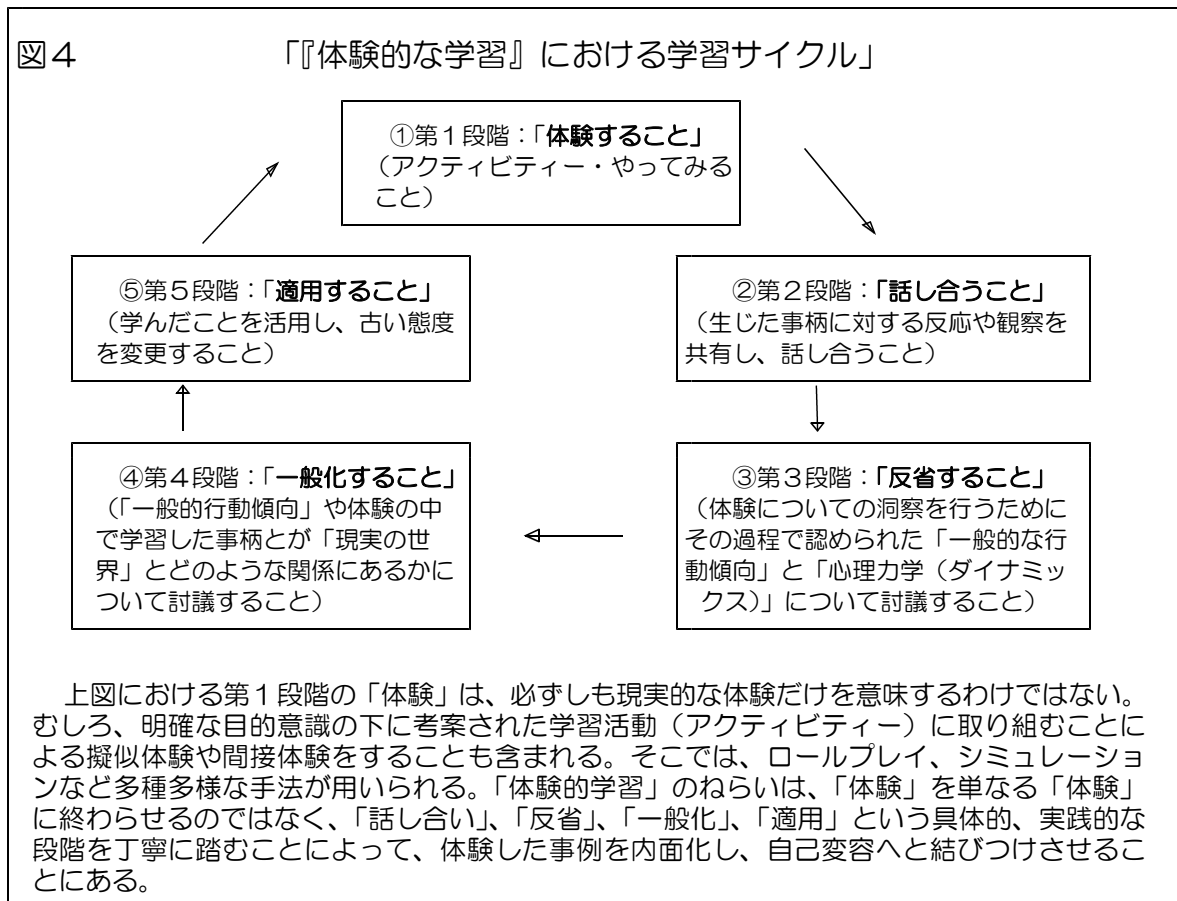 図4 「『体験的な学習』における学習サイクル」
①第1段階：「体験すること」
（アクティビティー・やってみる
こと）
②第2段階：「話し合うこと」
（生じた事柄に対する反応や観察を
共有し、話し合うこと）
③第3段階：「反省すること」
（体験についての洞察を行うために
その過程で認められた「一般的な行
動傾向」と「心理力学（ダイナミッ
クス）」について討議すること）
④第4段階：「一般化すること」
（「一般的行動傾向」や体験の中
で学習した事柄とが「現実の世
界」とどのような関係にあるかに
ついて討議すること）
⑤第5段階：「適用すること」
（学んだことを活用し、古い態度
を変更すること）
上図における第1段階の「体験」は、必ずしも現実的な体験だけを意味するわけではない。
むしろ、明確な目的意識の下に考案された学習活動（アクティビティー）に取り組むことに
よる擬似体験や間接体験をすることも含まれる。そこでは、ロールプレイ、シミュレーショ
ンなど多種多様な手法が用いられる。「体験的学習」のねらいは、「体験」を単なる「体験」
に終わらせるのではなく、「話し合い」、「反省」、「一般化」、「適用」という具体的、実践的な
段階を丁寧に踏むことによって、体験した事例を内面化し、自己変容へと結びつけさせるこ
とにある。